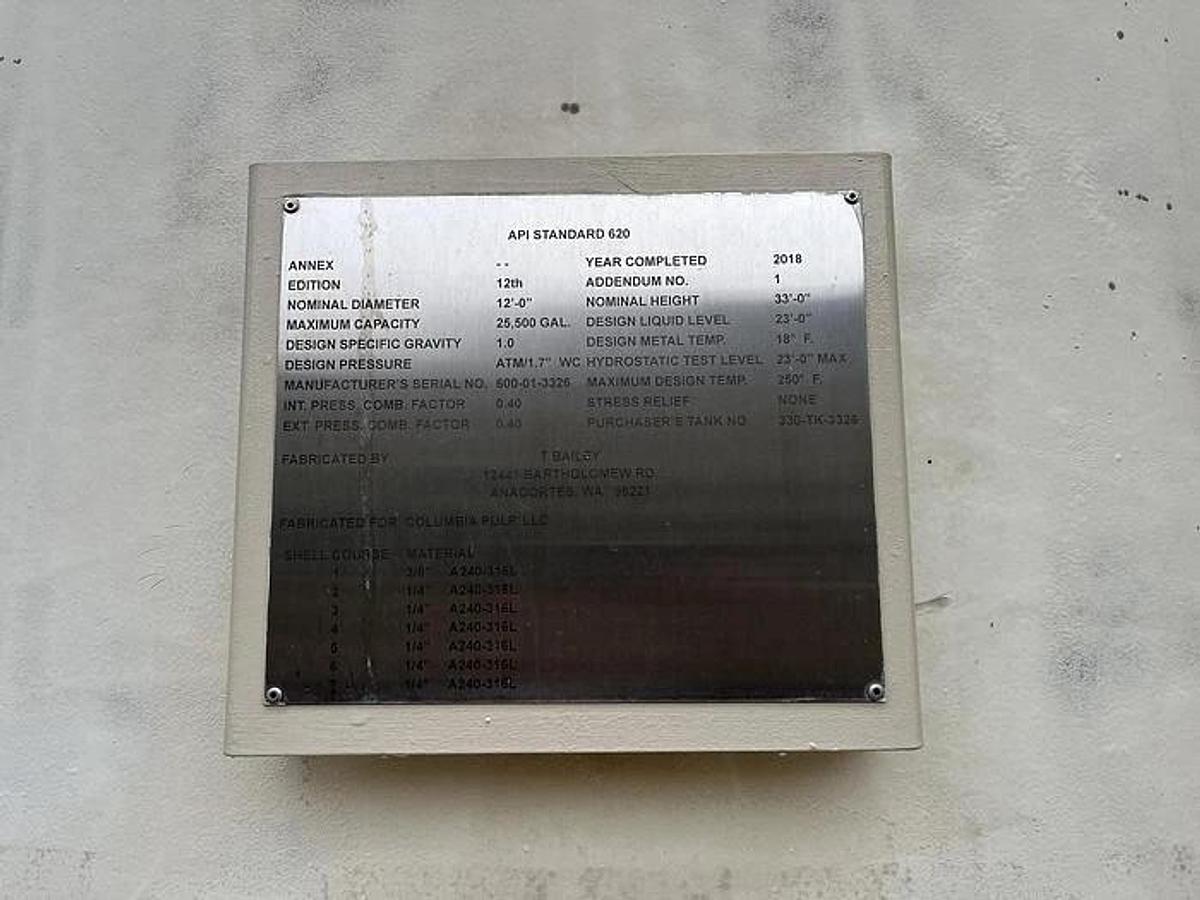 API STANDARD 620
ANNEX - - YEAR COMPLETED 2018
EDITION 12th ADDENDUM NO. 1
NOMINAL DIAMETER 12'-0" NOMINAL HEIGHT 33'-0"
MAXIMUM CAPACITY 25,500 GAL. DESIGN LIQUID LEVEL 23'-0"
DESIGN SPECIFIC GRAVITY 1.0 DESIGN METAL TEMP. 18° F.
DESIGN PRESSURE ATM/1.7" WC HYDROSTATIC TEST LEVEL 23'-0" MAX
MANUFACTURER'S SERIAL NO. 600-01-3326 MAXIMUM DESIGN TEMP. 250° F.
INT. PRESS. COMB. FACTOR 0.40 STRESS RELIEF NONE
EXT. PRESS. COMB. FACTOR 0.40 PURCHASER'S TANK NO. 330-TK-3326
FABRICATED BY T BAILEY
12441 BARTHOLOMEW RD.
ANACORTES, WA 98221
FABRICATED FOR COLUMBIA PULP LLC
SHELL COURSE MATERIAL
1 3/8" A240-316L
2 1/4" A240-316L
3 1/4" A240-316L
4 1/4" A240-316L
5 1/4" A240-316L
6 1/4" A240-316L
7 1/4" A240-316L